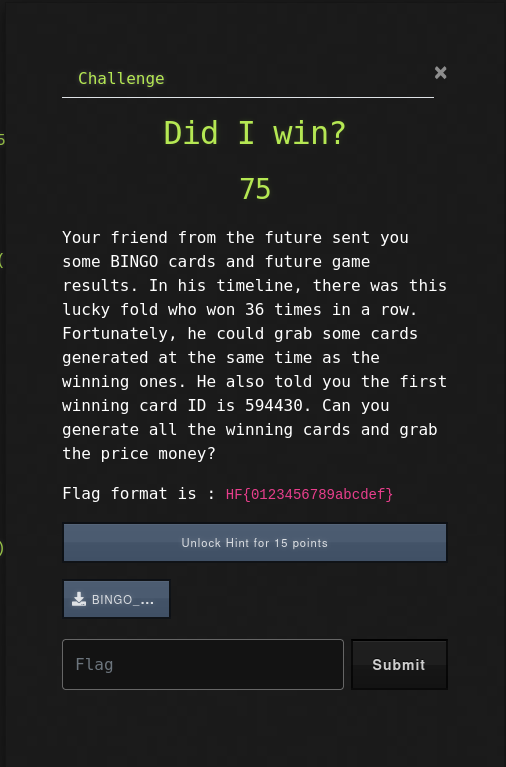 Challenge
×
Did I win?
75
Your friend from the future sent you
some BINGO cards and future game
results. In his timeline, there was this
lucky fold who won 36 times in a row.
Fortunately, he could grab some cards
generated at the same time as the
winning ones. He also told you the first
winning card ID is 594430. Can you
generate all the winning cards and grab
the price money?
Flag format is : HF{0123456789abcdef}
Unlock Hint for 15 points
BINGO_...
Flag
Submit
5
(
)